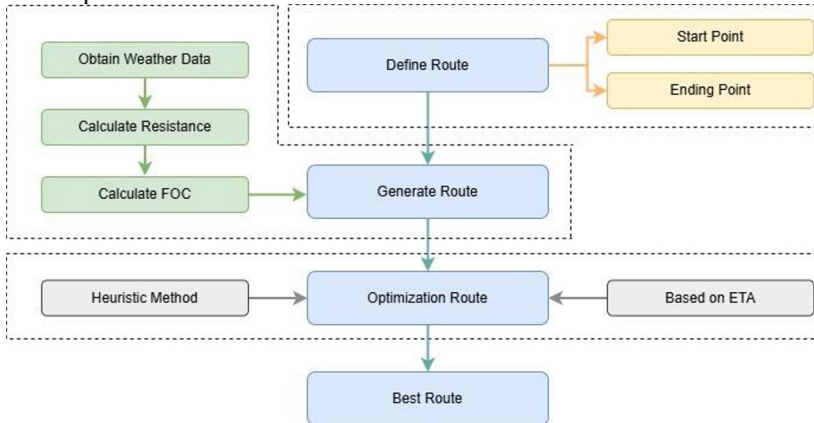 Obtain Weather Data
Calculate Resistance
Calculate FOC
Define Route
Start Point
Ending Point
Generate Route
Heuristic Method
Optimization Route
Based on ETA
Best Route